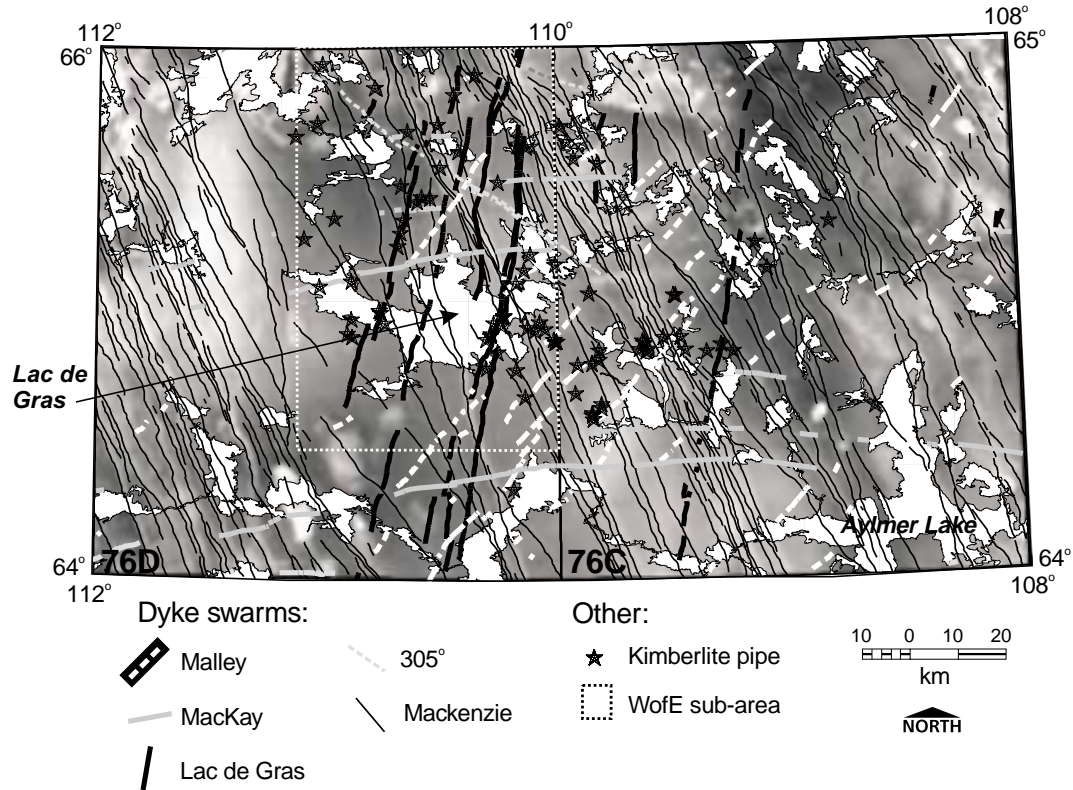 112° 110° 108°
66° 65°
Lac de
Gras
Aylmer Lake
76D 76C
64° 64°
112° 108°
Dyke swarms: Other:
Malley 305° Kimberlite pipe 10 0 10 20
km
MacKay Mackenzie WofE sub-area
NORTH
Lac de Gras